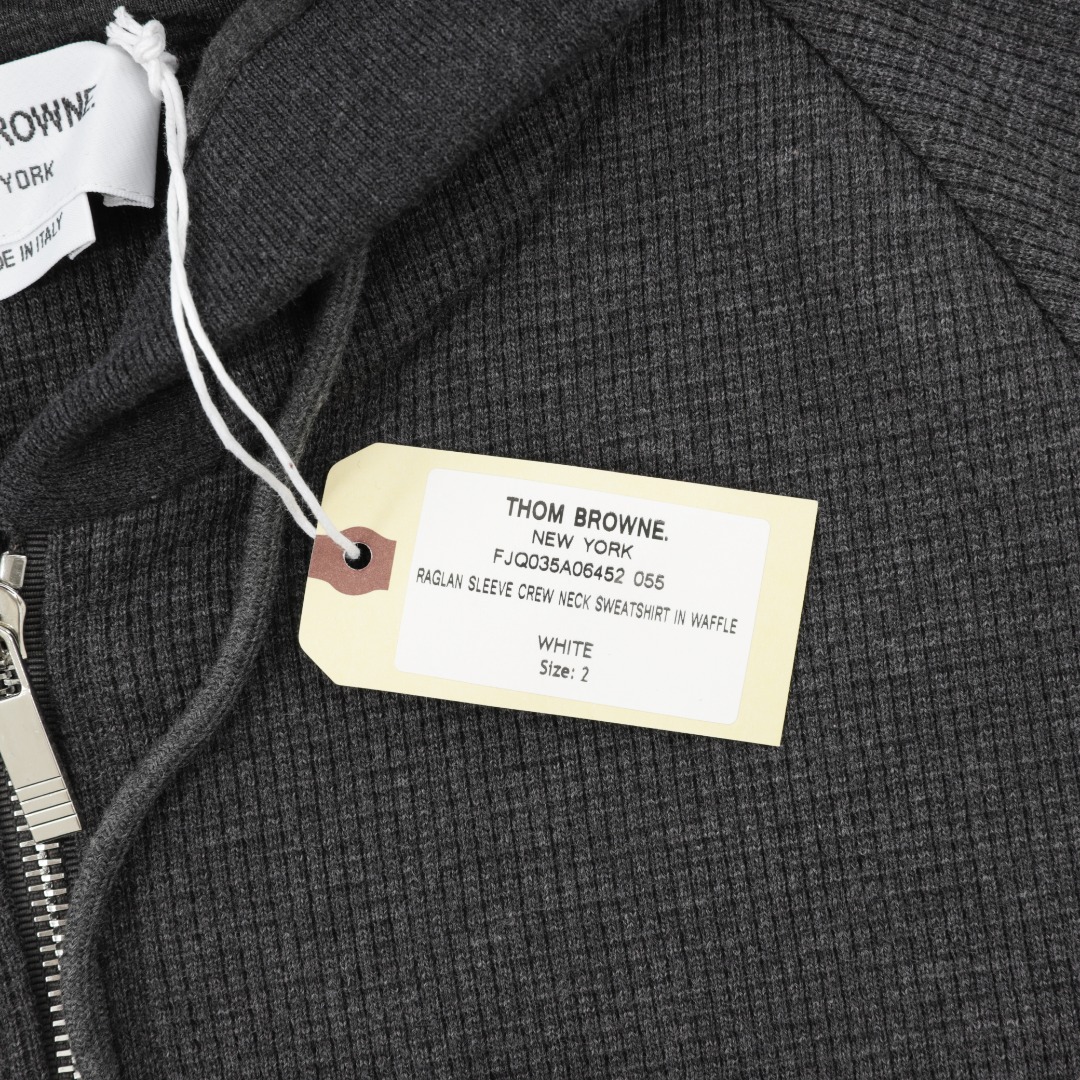 ROWNE
YORK
DE IN ITALY
THOM BROWNE.
NEW YORK
FJQ035A06452 055
RAGLAN SLEEVE CREW NECK SWEATSHIRT IN WAFFLE
WHITE
Size: 2